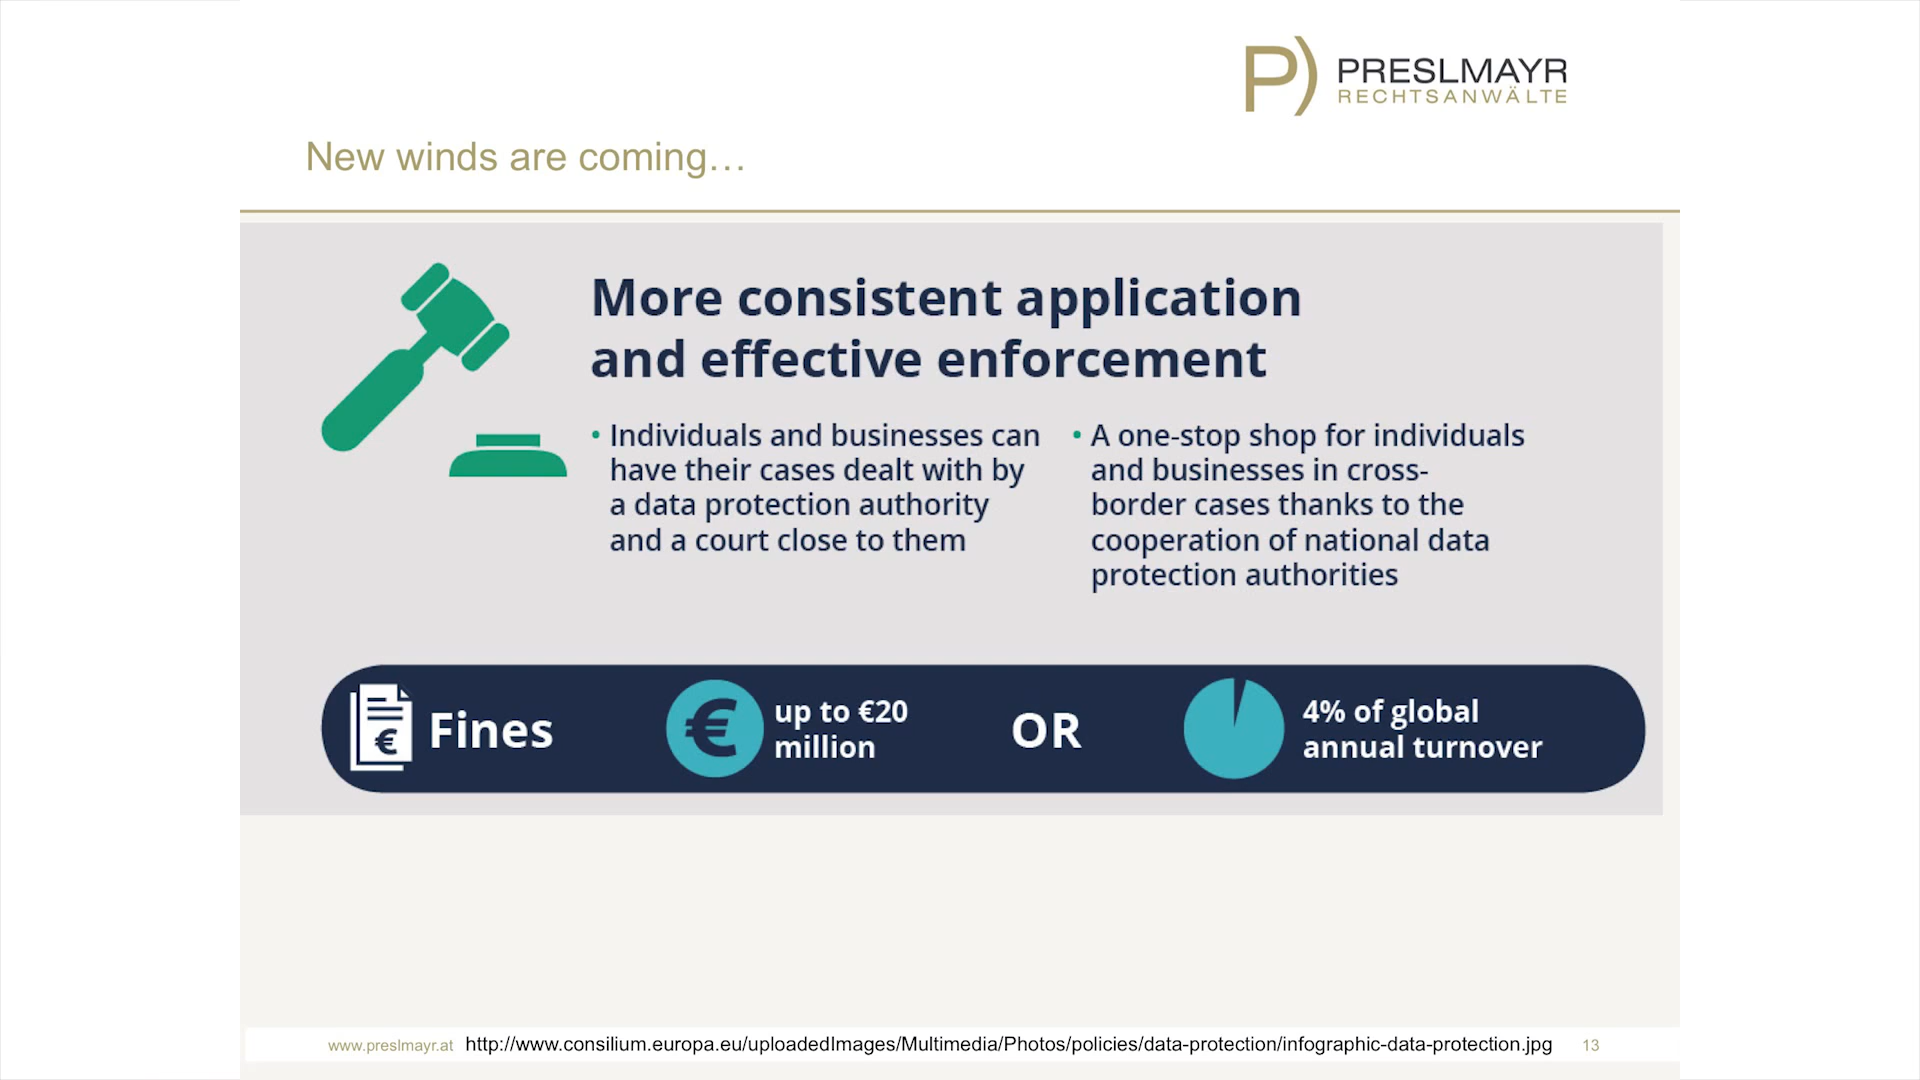 P) PRESLMAYR
RECHTSANWÄLTE
New winds are coming…
More consistent application
and effective enforcement
• Individuals and businesses can
have their cases dealt with by
a data protection authority
and a court close to them
• A one-stop shop for individuals
and businesses in cross-
border cases thanks to the
cooperation of national data
protection authorities
€
Fines
€
up to €20
million
OR
4% of global
annual turnover
www.preslmayr.at http://www.consilium.europa.eu/uploadedImages/Multimedia/Photos/policies/data-protection/infographic-data-protection.jpg 13